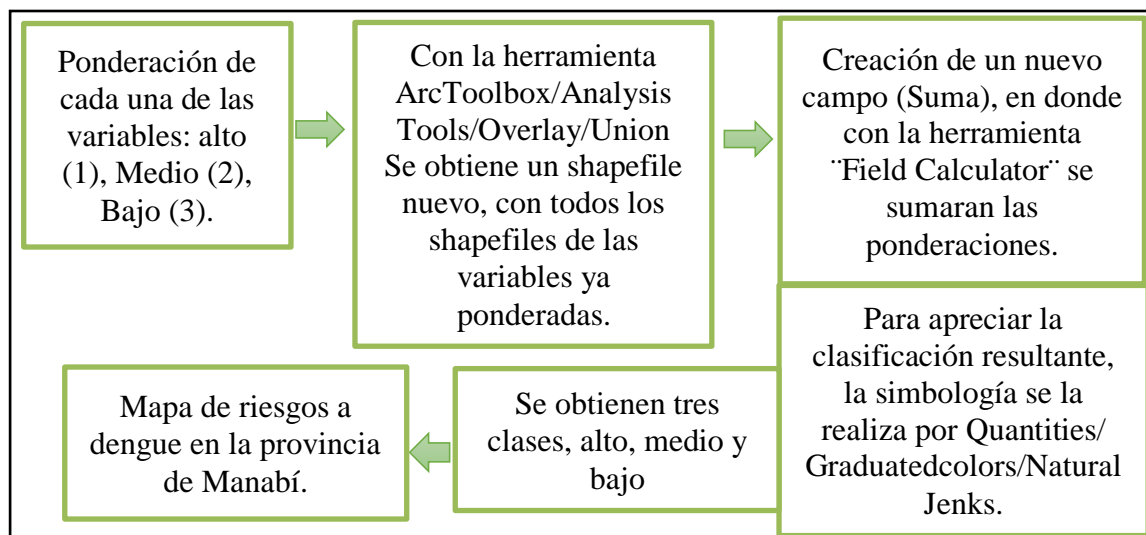 Ponderación de
cada una de las
variables: alto
(1), Medio (2),
Bajo (3).
Con la herramienta
ArcToolbox/Analysis
Tools/Overlay/Union
Se obtiene un shapefile
nuevo, con todos los
shapefiles de las
variables ya
ponderadas.
Creación de un nuevo
campo (Suma), en donde
con la herramienta
¨Field Calculator¨ se
sumaran las
ponderaciones.
Para apreciar la
clasificación resultante,
la simbología se la
realiza por Quantities/
Graduatedcolors/Natural
Jenks.
Se obtienen tres
clases, alto, medio y
bajo
Mapa de riesgos a
dengue en la provincia
de Manabí.